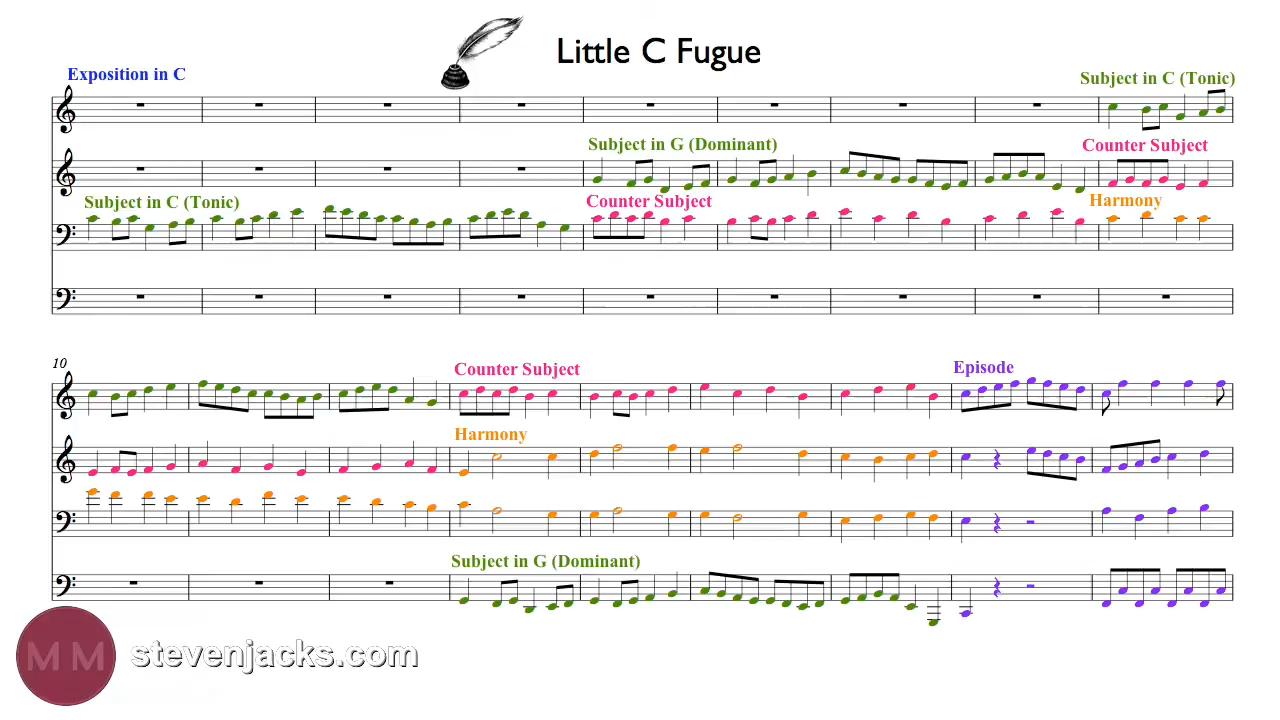 Little C Fugue
Exposition in C
Subject in C (Tonic)
Subject in G (Dominant)
Counter Subject
Subject in C (Tonic)
Counter Subject
Harmony
10
Counter Subject
Episode
Harmony
Subject in G (Dominant)
MM
stevenjacks.com